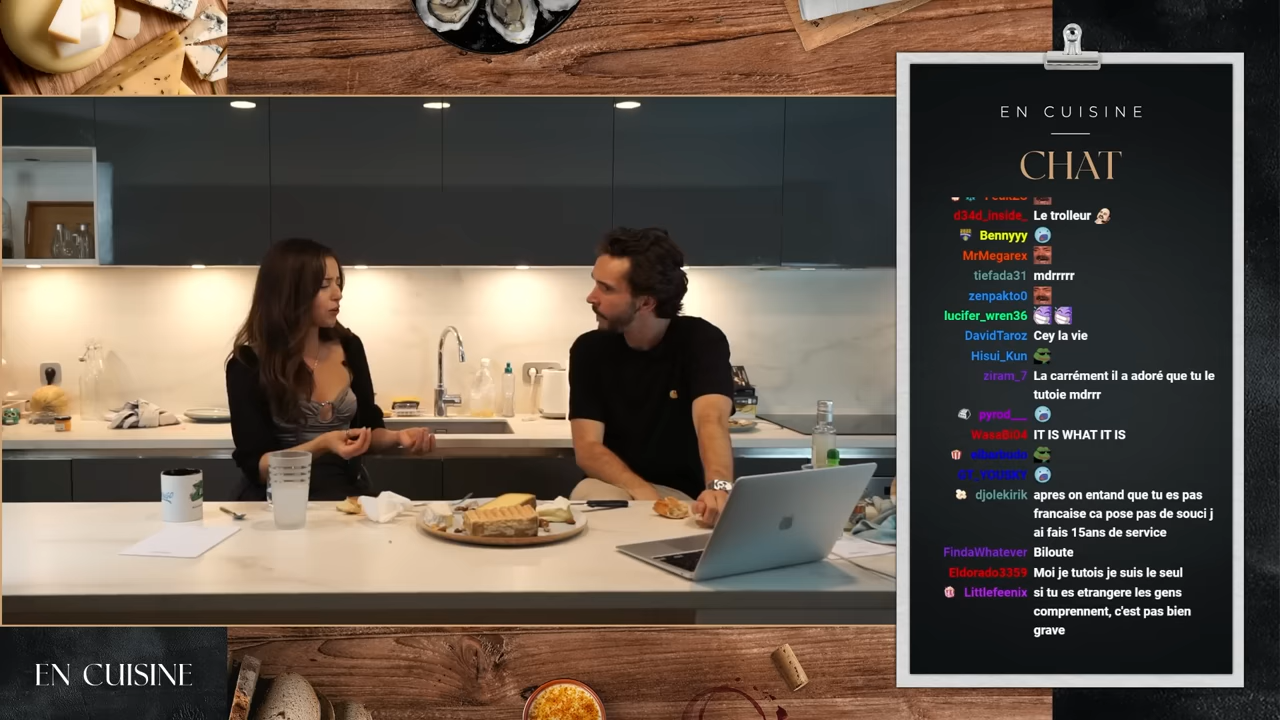 EN CUISINE
CHAT
d34d_inside_ Le trolleur
Bennyyy
MrMegarex
tiefada31 mdrrrrr
zenpakto0
lucifer_wren36
DavidTaroz Cey la vie
Hisui_Kun
ziram_7 La carrément il a adoré que tu le
tutoie mdrrr
pyrod___
WasaBi04 IT IS WHAT IT IS
djolekirik apres on entand que tu es pas
francaise ca pose pas de souci j
ai fais 15ans de service
FindaWhatever Biloute
Eldorado3359 Moi je tutois je suis le seul
Littlefeenix si tu es etrangere les gens
comprennent, c'est pas bien
grave
EN CUISINE